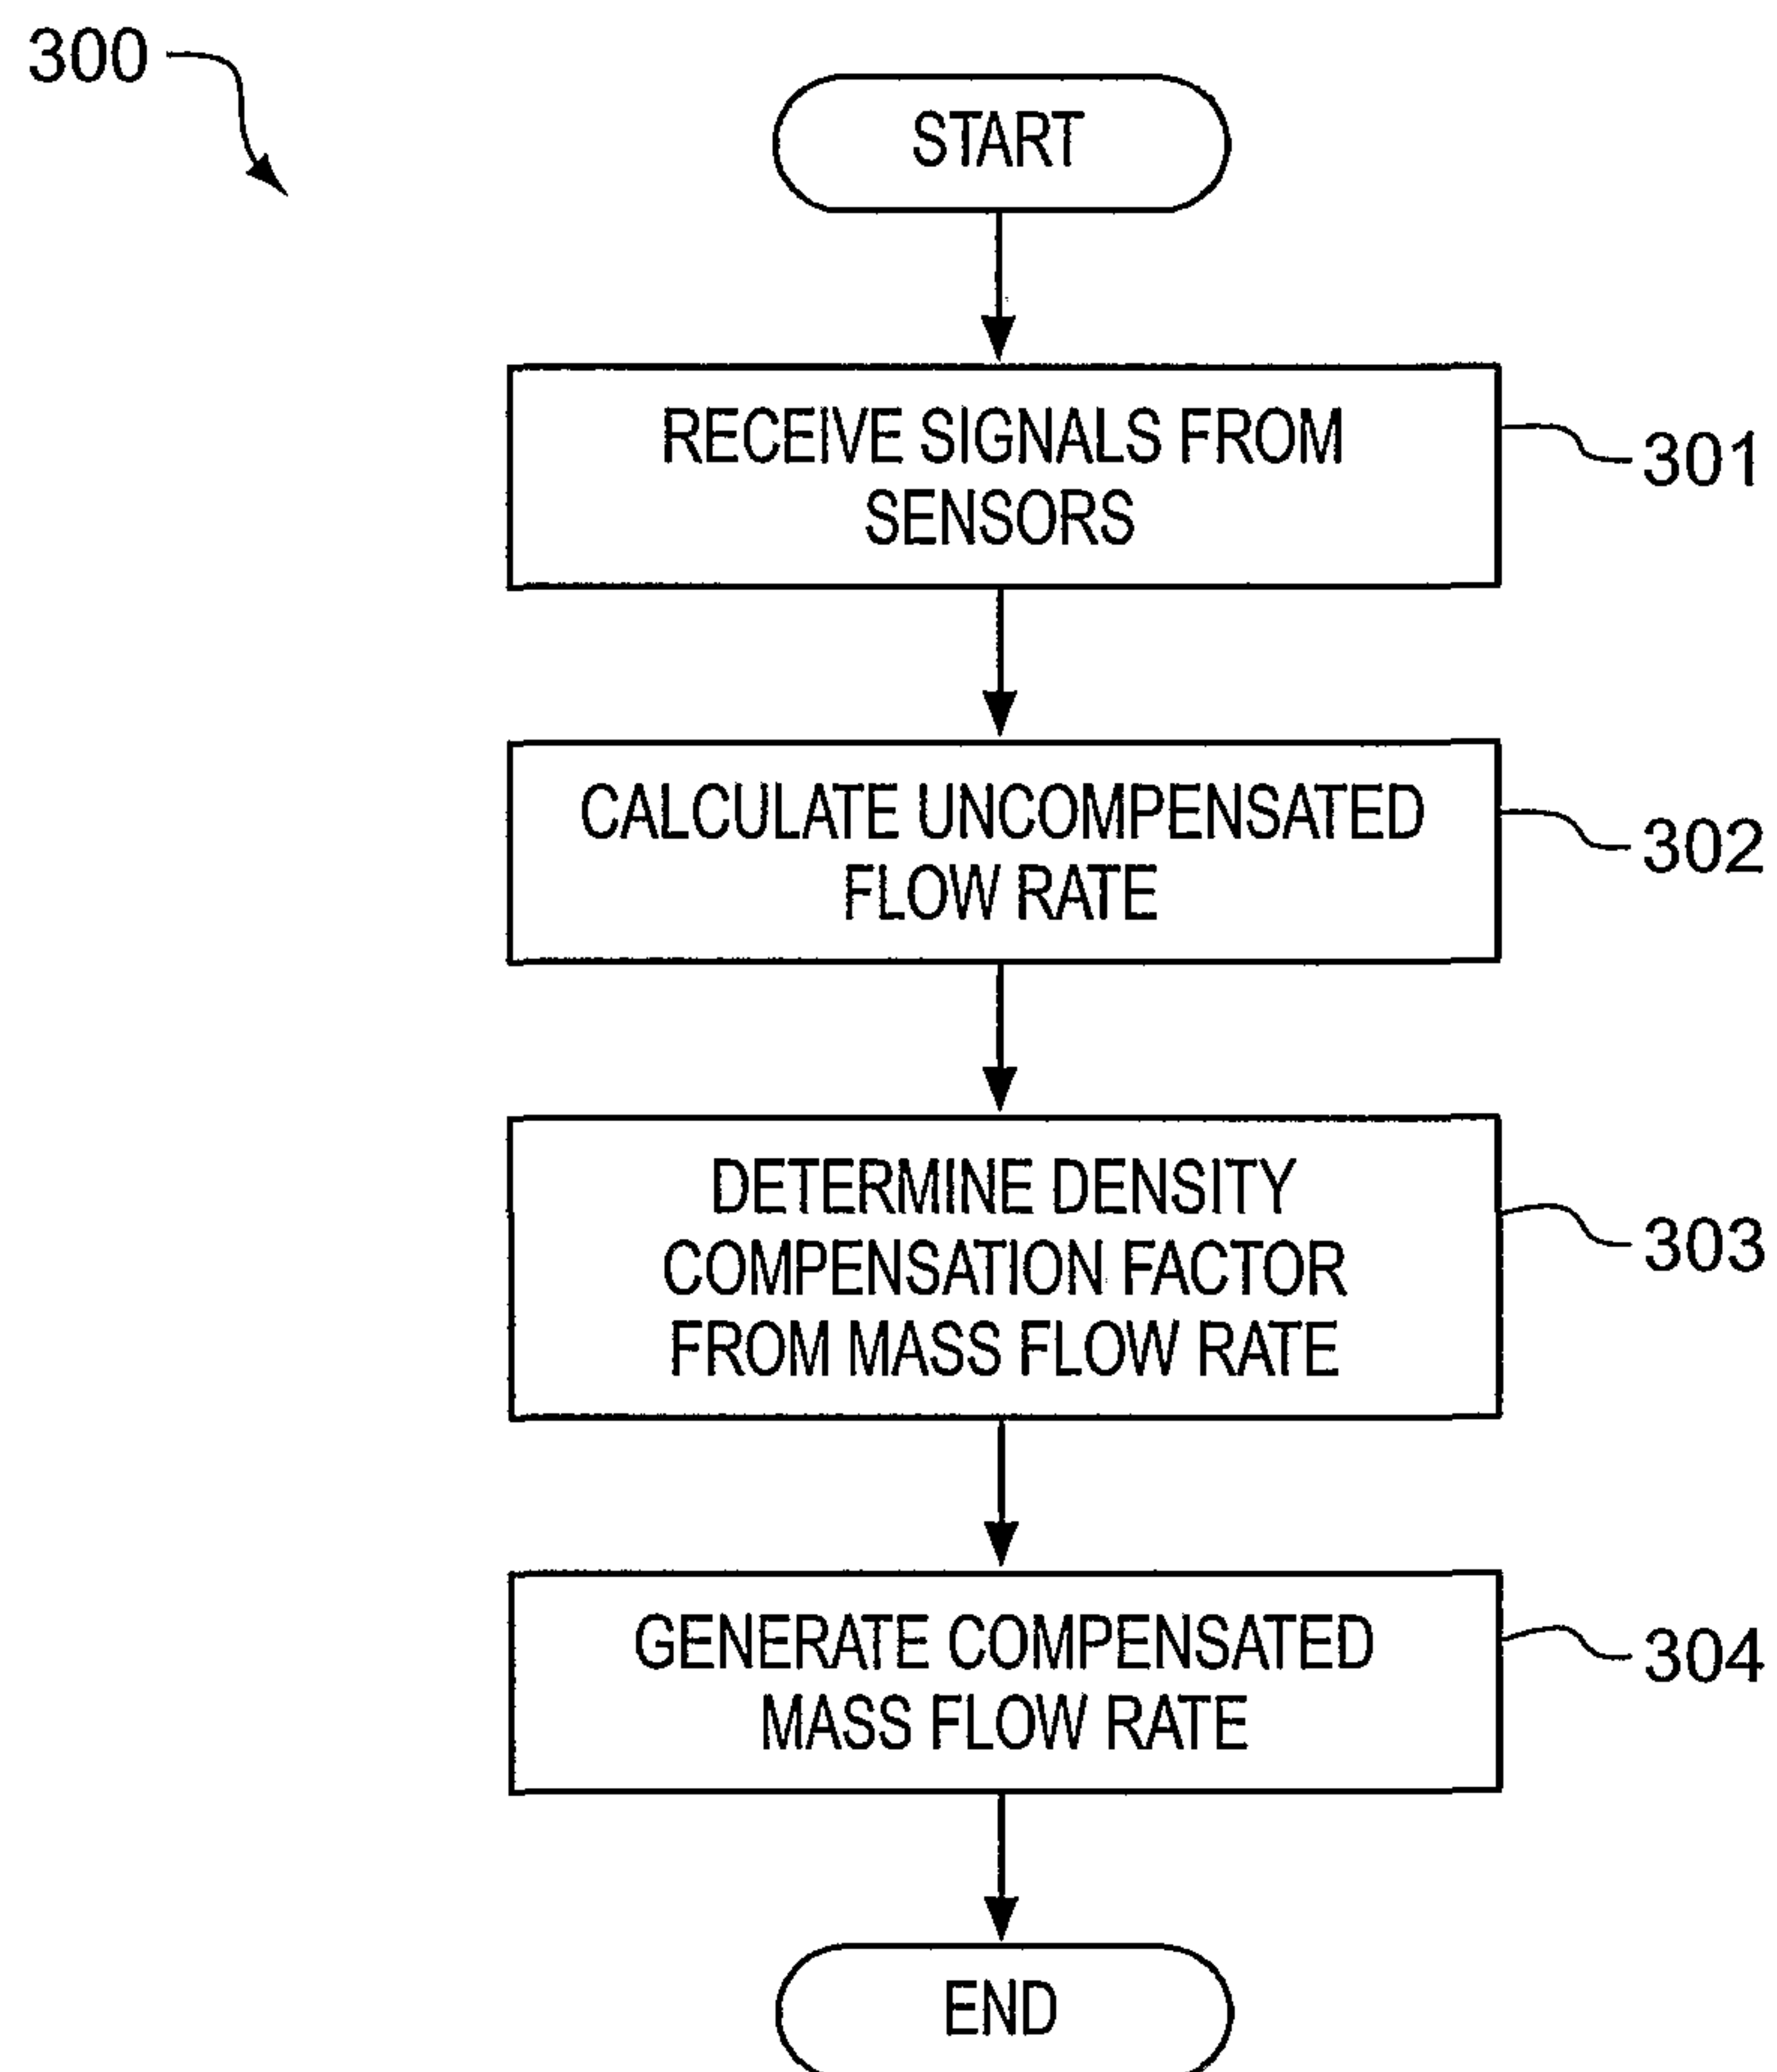 300
START
RECEIVE SIGNALS FROM
SENSORS
301
CALCULATE UNCOMPENSATED
FLOW RATE
302
DETERMINE DENSITY
COMPENSATION FACTOR
FROM MASS FLOW RATE
303
GENERATE COMPENSATED
MASS FLOW RATE
304
END